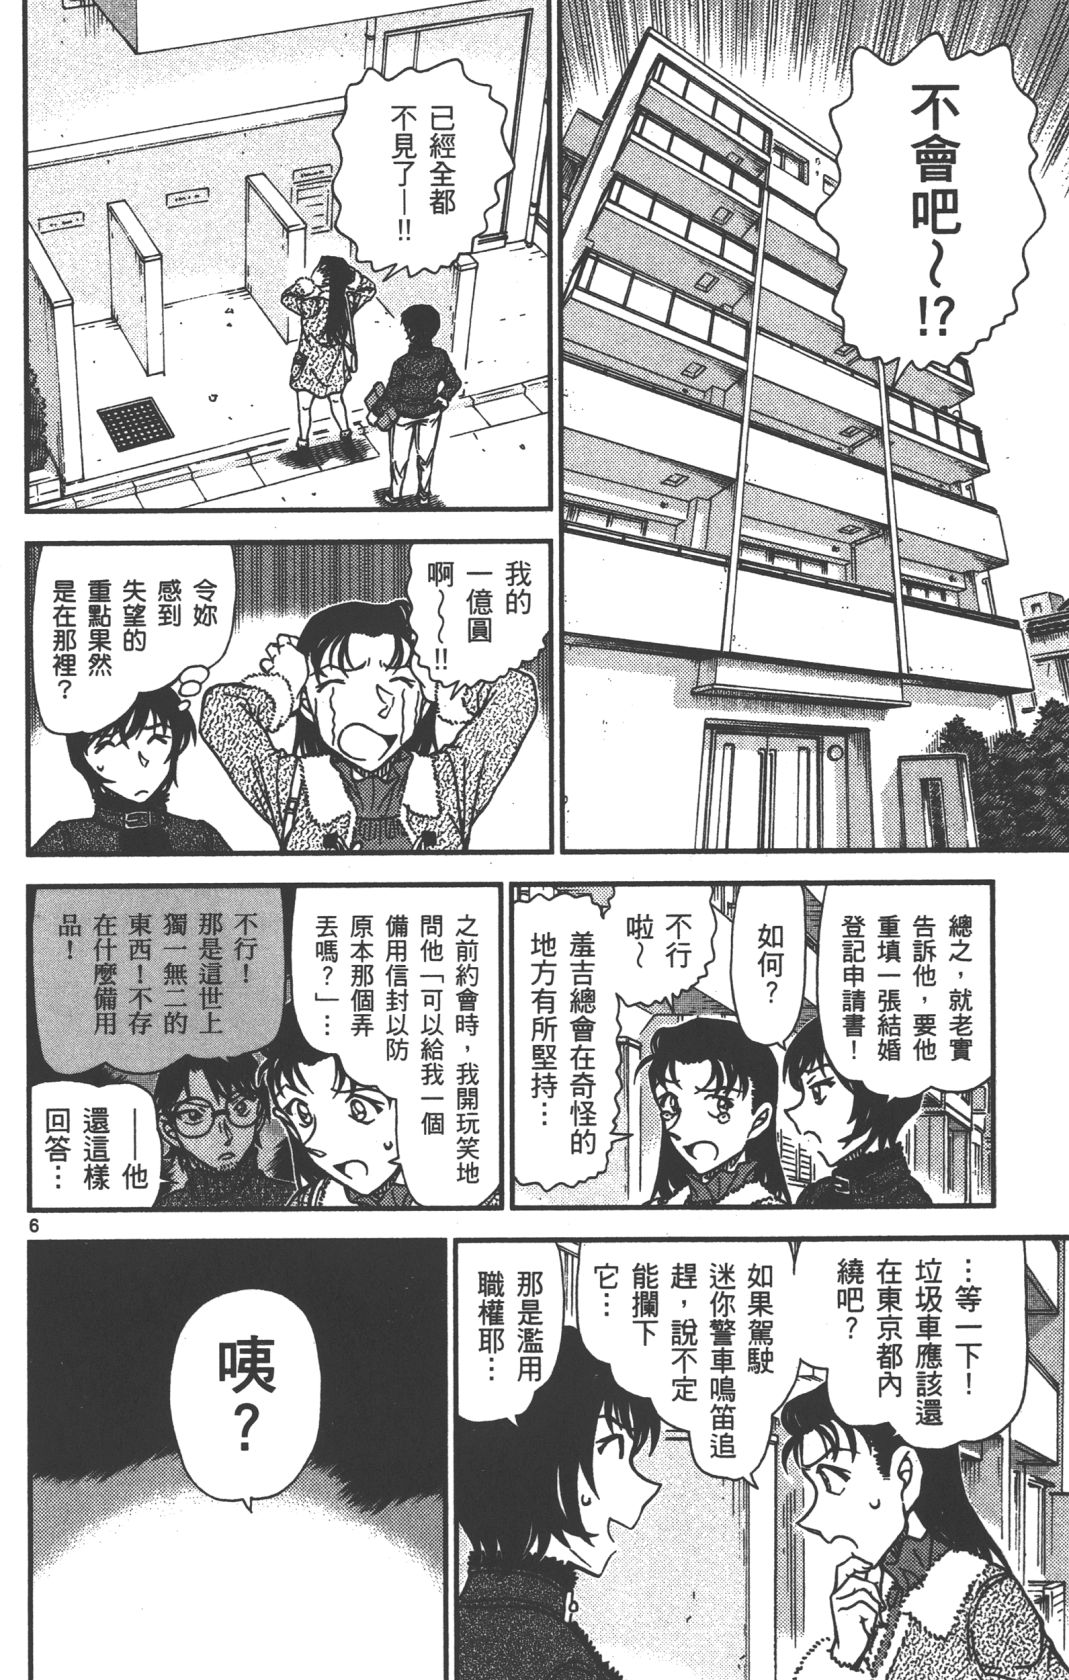 不會吧～!?
已經全都
不見了—!!
我的
一億圓
啊～～!!
令妳
感到
失望的
重點果然
是在那裡？
總之，就老實
告訴他，要他
重填一張結婚
登記申請書！
如何？
不行
啦～
羞吉總會在奇怪的
地方有所堅持…
之前約會時，我開玩笑地
問他「可以給我一個
備用信封以防
原本那個弄
丟嗎？」…
不行！
那是這世上
獨一無二的
東西！不存
在什麼備用
品！
——他
還這樣
回答…
6
…等一下！
垃圾車應該還
在東京都內
繞吧？
如果駕駛
迷你警車鳴笛追
趕，說不定
能攔下
它…
那是濫用
職權耶…
咦？